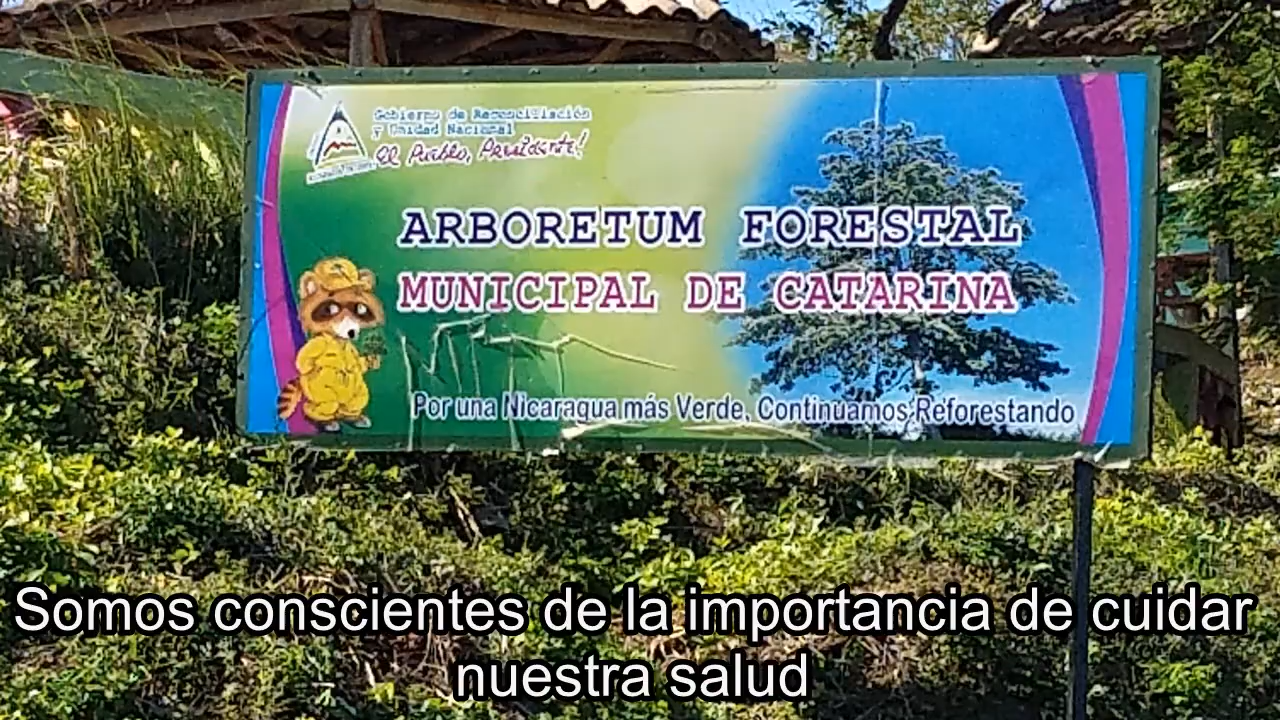 Gobierno de Reconciliación
y Unidad Nacional
El Pueblo, Presidente!
ARBORETUM FORESTAL
MUNICIPAL DE CATARINA
Por una Nicaragua más Verde, Continuamos Reforestando
Somos conscientes de la importancia de cuidar
nuestra salud